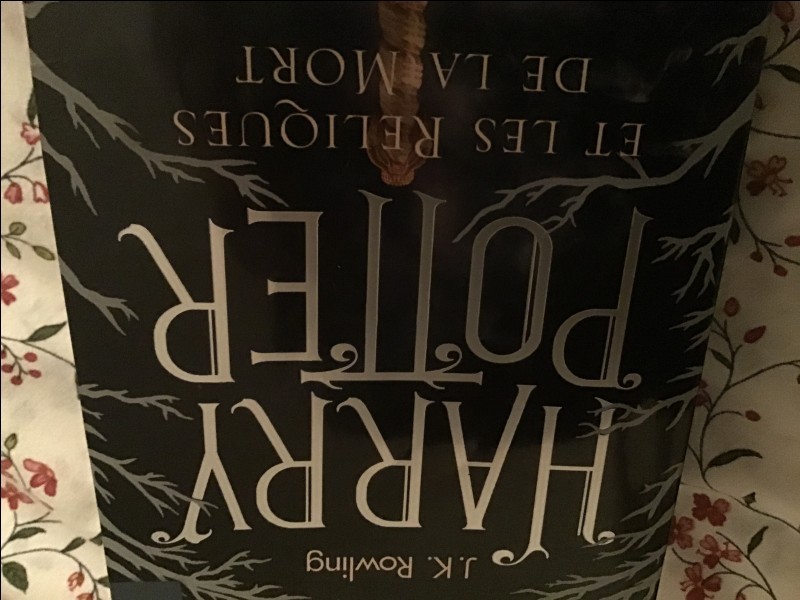 J.K. Rowling
HARRY
POTTER
ET LES RELIQUES
DE LA MORT